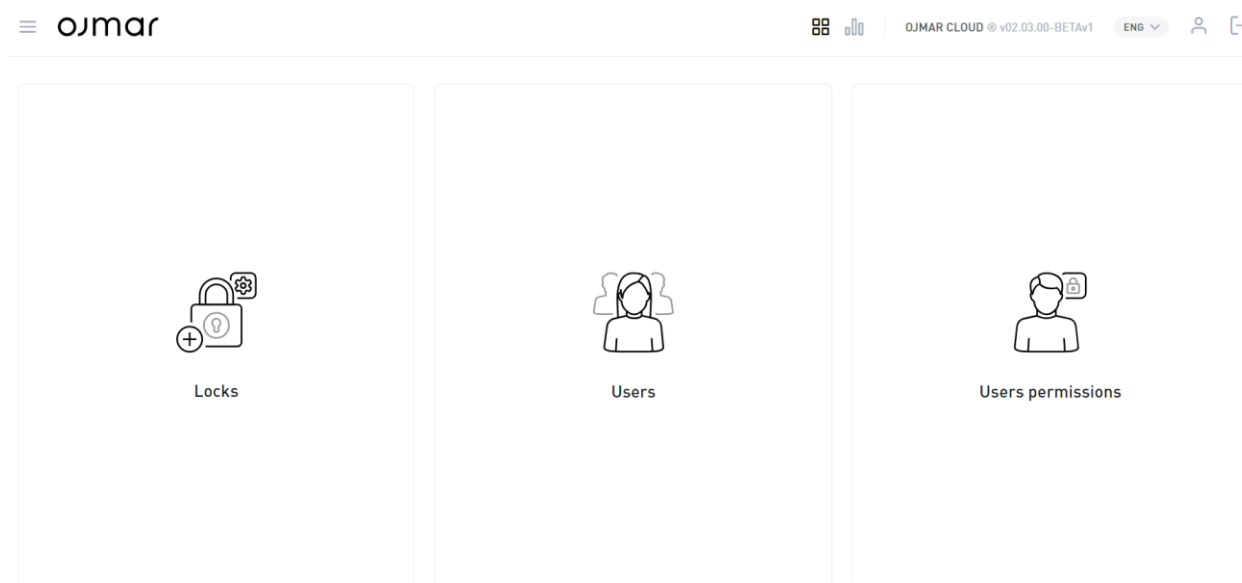 ojmar
OJMAR CLOUD ® v02.03.00-BETAv1
ENG
Locks
Users
Users permissions